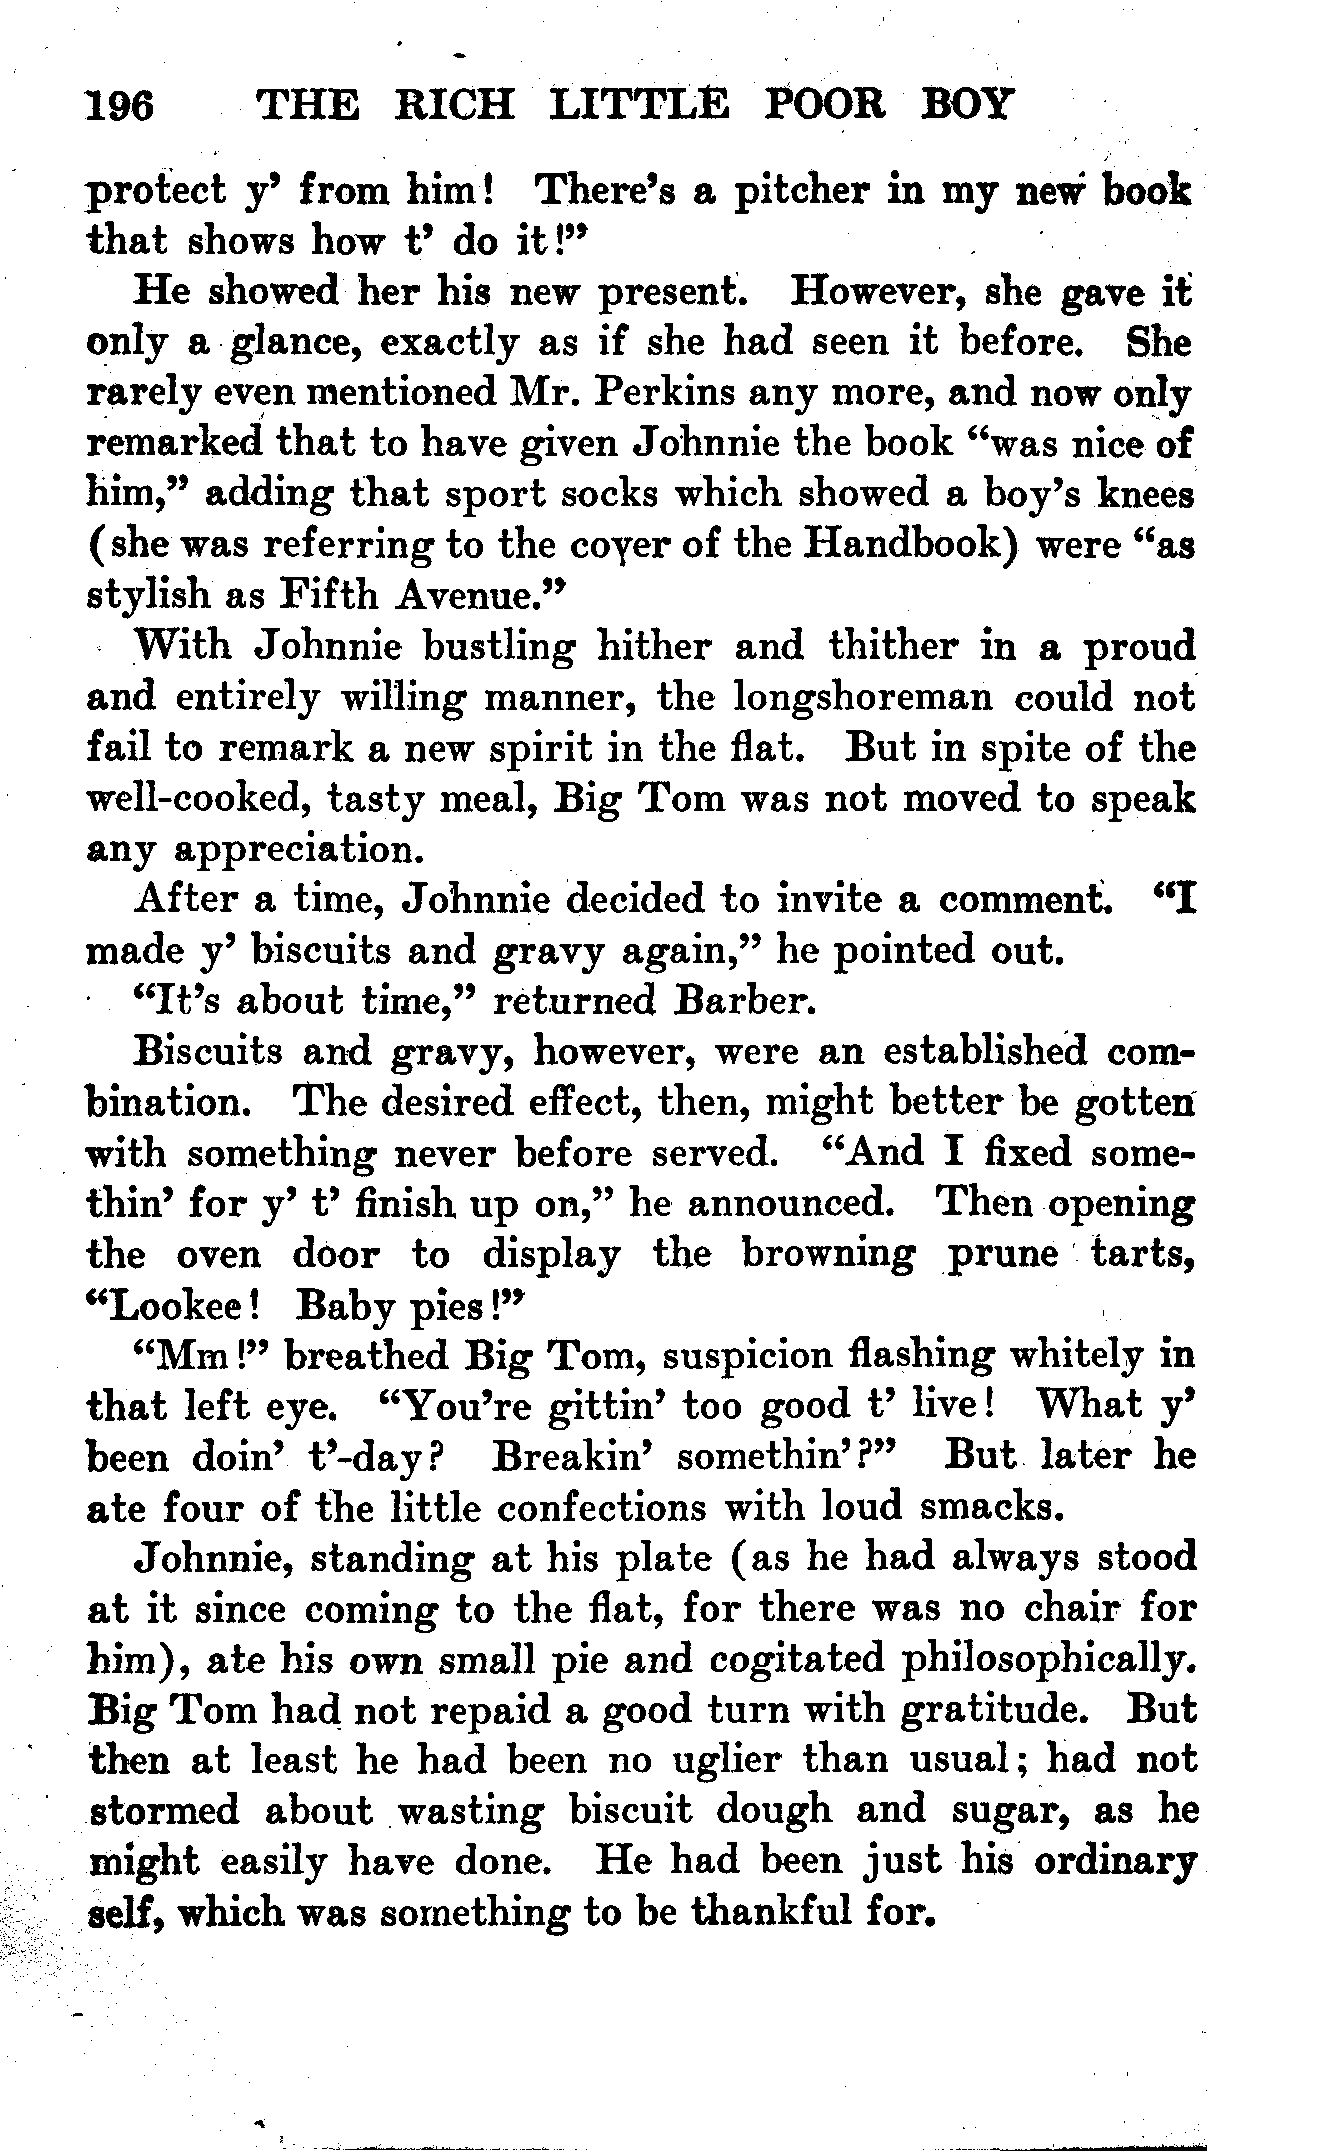 196 THE RICH LITTLE POOR BOY
protect y' from him! There's a pitcher in my new book
that shows how t' do it!"
He showed her his new present. However, she gave it
only a glance, exactly as if she had seen it before. She
rarely even mentioned Mr. Perkins any more, and now only
remarked that to have given Johnnie the book "was nice of
him," adding that sport socks which showed a boy's knees
(she was referring to the cover of the Handbook) were "as
stylish as Fifth Avenue."
With Johnnie bustling hither and thither in a proud
and entirely willing manner, the longshoreman could not
fail to remark a new spirit in the flat. But in spite of the
well-cooked, tasty meal, Big Tom was not moved to speak
any appreciation.
After a time, Johnnie decided to invite a comment. "I
made y' biscuits and gravy again," he pointed out.
"It's about time," returned Barber.
Biscuits and gravy, however, were an established com-
bination. The desired effect, then, might better be gotten
with something never before served. "And I fixed some-
thin' for y' t' finish up on," he announced. Then opening
the oven door to display the browning prune tarts,
"Lookee! Baby pies!"
"Mm!" breathed Big Tom, suspicion flashing whitely in
that left eye. "You're gittin' too good t' live! What y'
been doin' t'-day? Breakin' somethin'?" But later he
ate four of the little confections with loud smacks.
Johnnie, standing at his plate (as he had always stood
at it since coming to the flat, for there was no chair for
him), ate his own small pie and cogitated philosophically.
Big Tom had not repaid a good turn with gratitude. But
then at least he had been no uglier than usual; had not
stormed about wasting biscuit dough and sugar, as he
might easily have done. He had been just his ordinary
self, which was something to be thankful for.